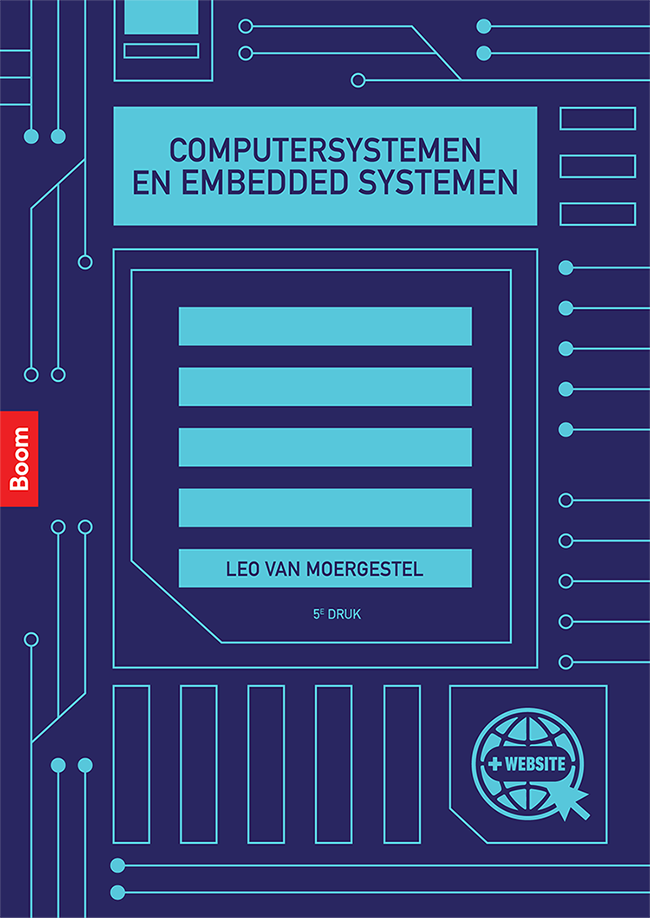 COMPUTERSYSTEMEN
EN EMBEDDED SYSTEMEN
Boom
LEO VAN MOERGESTEL
5E DRUK
+ WEBSITE